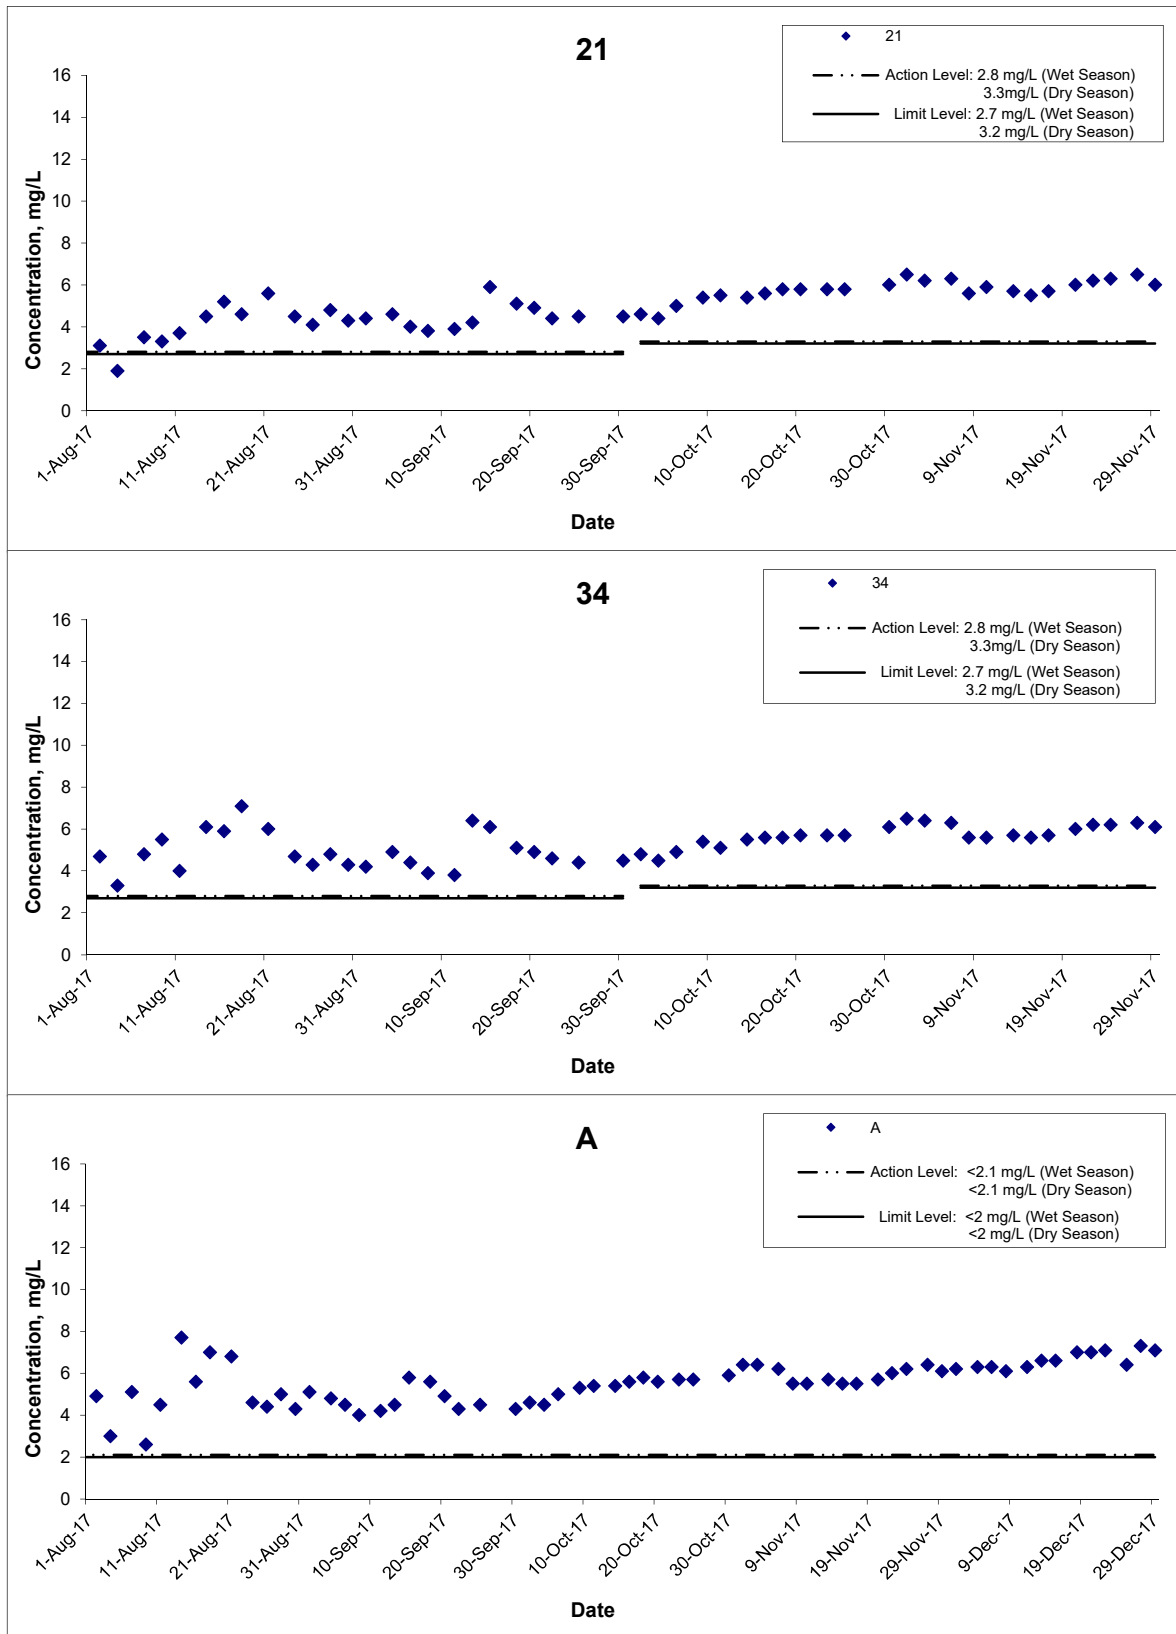 21
21
Action Level: 2.8 mg/L (Wet Season)
3.3mg/L (Dry Season)
Limit Level: 2.7 mg/L (Wet Season)
3.2 mg/L (Dry Season)
Concentration, mg/L
16
14
12
10
8
6
4
2
0
1-Aug-17
11-Aug-17
21-Aug-17
31-Aug-17
10-Sep-17
20-Sep-17
30-Sep-17
10-Oct-17
20-Oct-17
30-Oct-17
9-Nov-17
19-Nov-17
29-Nov-17
Date
34
34
Action Level: 2.8 mg/L (Wet Season)
3.3mg/L (Dry Season)
Limit Level: 2.7 mg/L (Wet Season)
3.2 mg/L (Dry Season)
Concentration, mg/L
16
14
12
10
8
6
4
2
0
1-Aug-17
11-Aug-17
21-Aug-17
31-Aug-17
10-Sep-17
20-Sep-17
30-Sep-17
10-Oct-17
20-Oct-17
30-Oct-17
9-Nov-17
19-Nov-17
29-Nov-17
Date
A
A
Action Level: <2.1 mg/L (Wet Season)
<2.1 mg/L (Dry Season)
Limit Level: <2 mg/L (Wet Season)
<2 mg/L (Dry Season)
Concentration, mg/L
16
14
12
10
8
6
4
2
0
1-Aug-17
11-Aug-17
21-Aug-17
31-Aug-17
10-Sep-17
20-Sep-17
30-Sep-17
10-Oct-17
20-Oct-17
30-Oct-17
9-Nov-17
19-Nov-17
29-Nov-17
9-Dec-17
19-Dec-17
29-Dec-17
Date